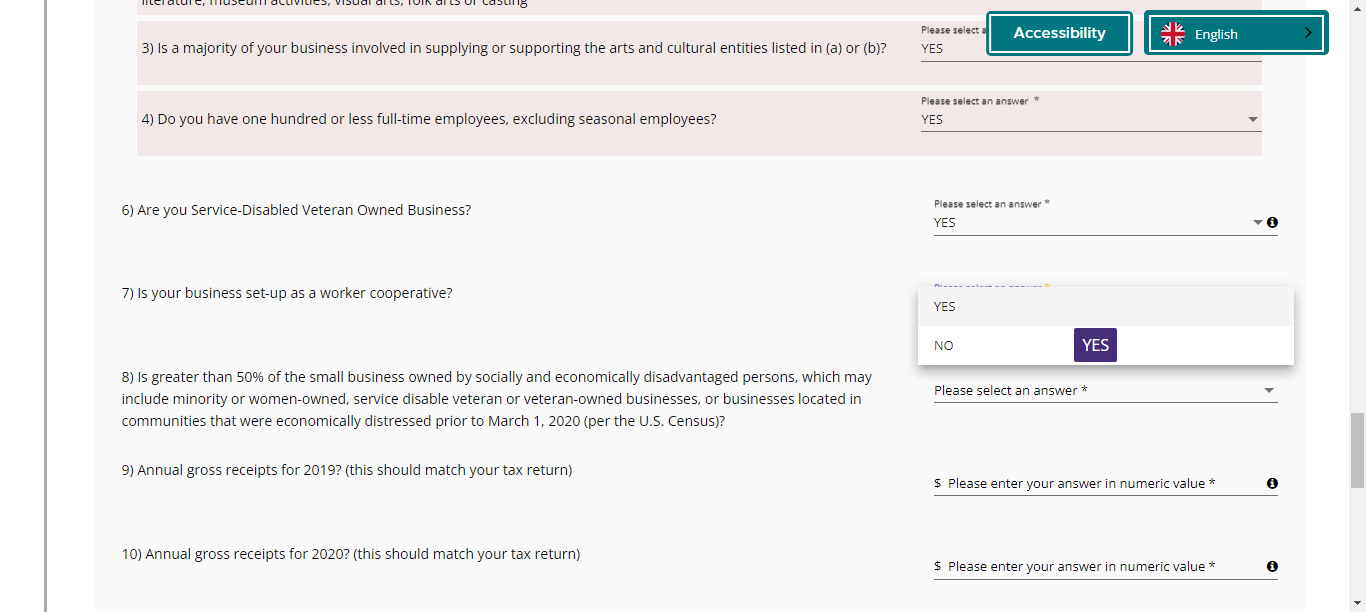 literature, museum activities, visual arts, folk arts or casting
3) Is a majority of your business involved in supplying or supporting the arts and cultural entities listed in (a) or (b)?
Please select a
YES
Accessibility
English
4) Do you have one hundred or less full-time employees, excluding seasonal employees?
Please select an answer *
YES
6) Are you Service-Disabled Veteran Owned Business?
Please select an answer *
YES
7) Is your business set-up as a worker cooperative?
Please select an answer *
YES
NO
YES
8) Is greater than 50% of the small business owned by socially and economically disadvantaged persons, which may
include minority or women-owned, service disable veteran or veteran-owned businesses, or businesses located in
communities that were economically distressed prior to March 1, 2020 (per the U.S. Census)?
Please select an answer *
9) Annual gross receipts for 2019? (this should match your tax return)
$ Please enter your answer in numeric value *
10) Annual gross receipts for 2020? (this should match your tax return)
$ Please enter your answer in numeric value *